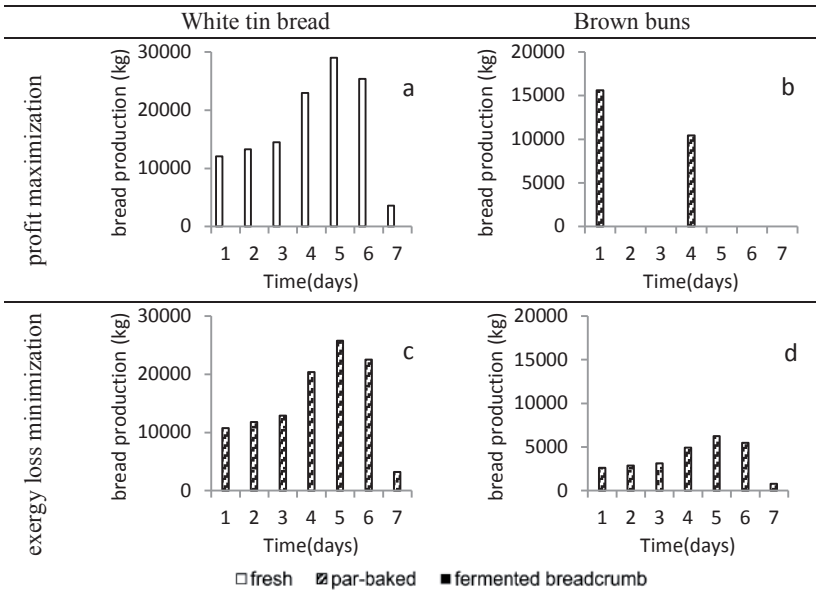 White tin bread Brown buns
profit maximization
bread production (kg)
30000
20000
10000
0
a
1 2 3 4 5 6 7
Time(days)
bread production (kg)
20000
15000
10000
5000
0
b
1 2 3 4 5 6 7
Time(days)
exergy loss minimization
bread production (kg)
30000
20000
10000
0
c
1 2 3 4 5 6 7
Time(days)
bread production (kg)
20000
15000
10000
5000
0
d
1 2 3 4 5 6 7
Time(days)
fresh par-baked fermented breadcrumb